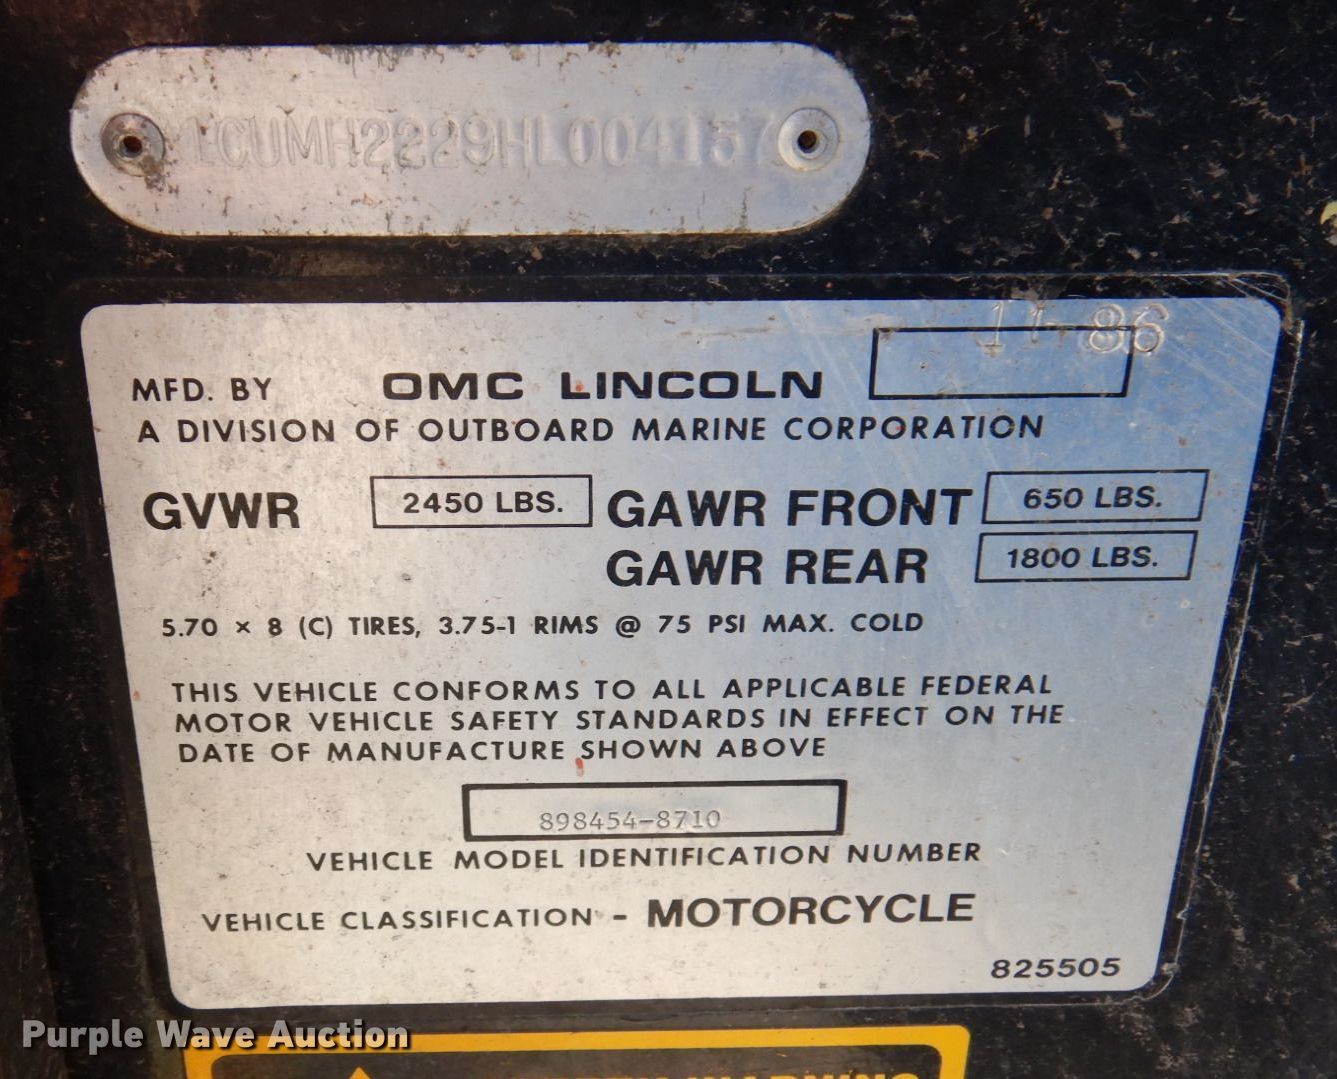 1CUMH2229HL004157
11-86
MFD. BY OMC LINCOLN
A DIVISION OF OUTBOARD MARINE CORPORATION
GVWR 2450 LBS. GAWR FRONT 650 LBS.
GAWR REAR 1800 LBS.
5.70 × 8 (C) TIRES, 3.75-1 RIMS @ 75 PSI MAX. COLD
THIS VEHICLE CONFORMS TO ALL APPLICABLE FEDERAL
MOTOR VEHICLE SAFETY STANDARDS IN EFFECT ON THE
DATE OF MANUFACTURE SHOWN ABOVE
898454-8710
VEHICLE MODEL IDENTIFICATION NUMBER
VEHICLE CLASSIFICATION - MOTORCYCLE
825505
Purple Wave Auction